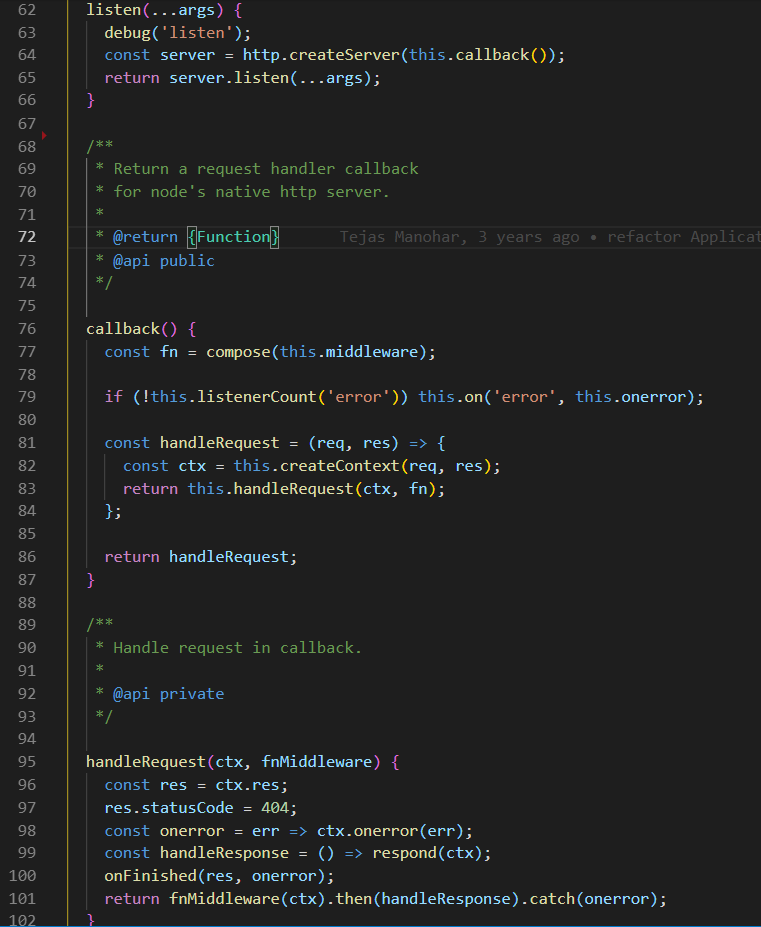 62 listen(...args) {
63 debug('listen');
64 const server = http.createServer(this.callback());
65 return server.listen(...args);
66 }
67
68 /**
69 * Return a request handler callback
70 * for node's native http server.
71 *
72 * @return {Function} Tejas Manohar, 3 years ago • refactor Applicat
73 * @api public
74 */
75
76 callback() {
77 const fn = compose(this.middleware);
78
79 if (!this.listenerCount('error')) this.on('error', this.onerror);
80
81 const handleRequest = (req, res) => {
82 const ctx = this.createContext(req, res);
83 return this.handleRequest(ctx, fn);
84 };
85
86 return handleRequest;
87 }
88
89 /**
90 * Handle request in callback.
91 *
92 * @api private
93 */
94
95 handleRequest(ctx, fnMiddleware) {
96 const res = ctx.res;
97 res.statusCode = 404;
98 const onerror = err => ctx.onerror(err);
99 const handleResponse = () => respond(ctx);
100 onFinished(res, onerror);
101 return fnMiddleware(ctx).then(handleResponse).catch(onerror);
102 }